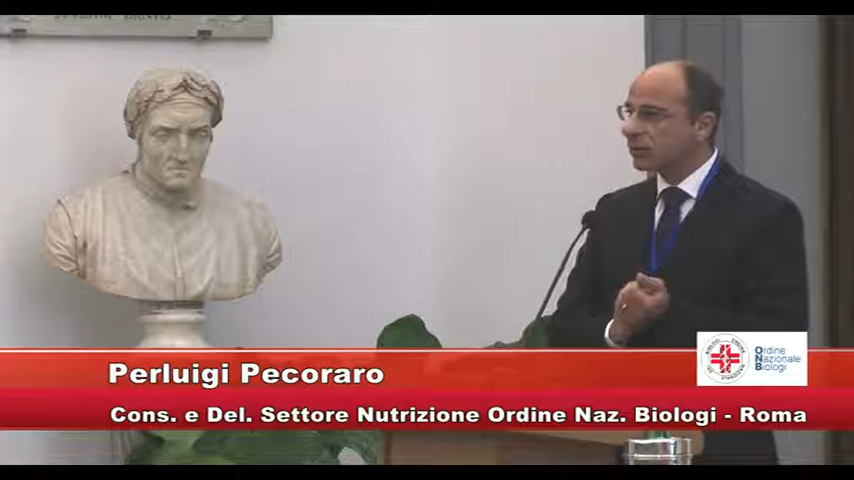 Perluigi Pecoraro
Cons. e Del. Settore Nutrizione Ordine Naz. Biologi - Roma
Ordine
Nazionale
Biologi